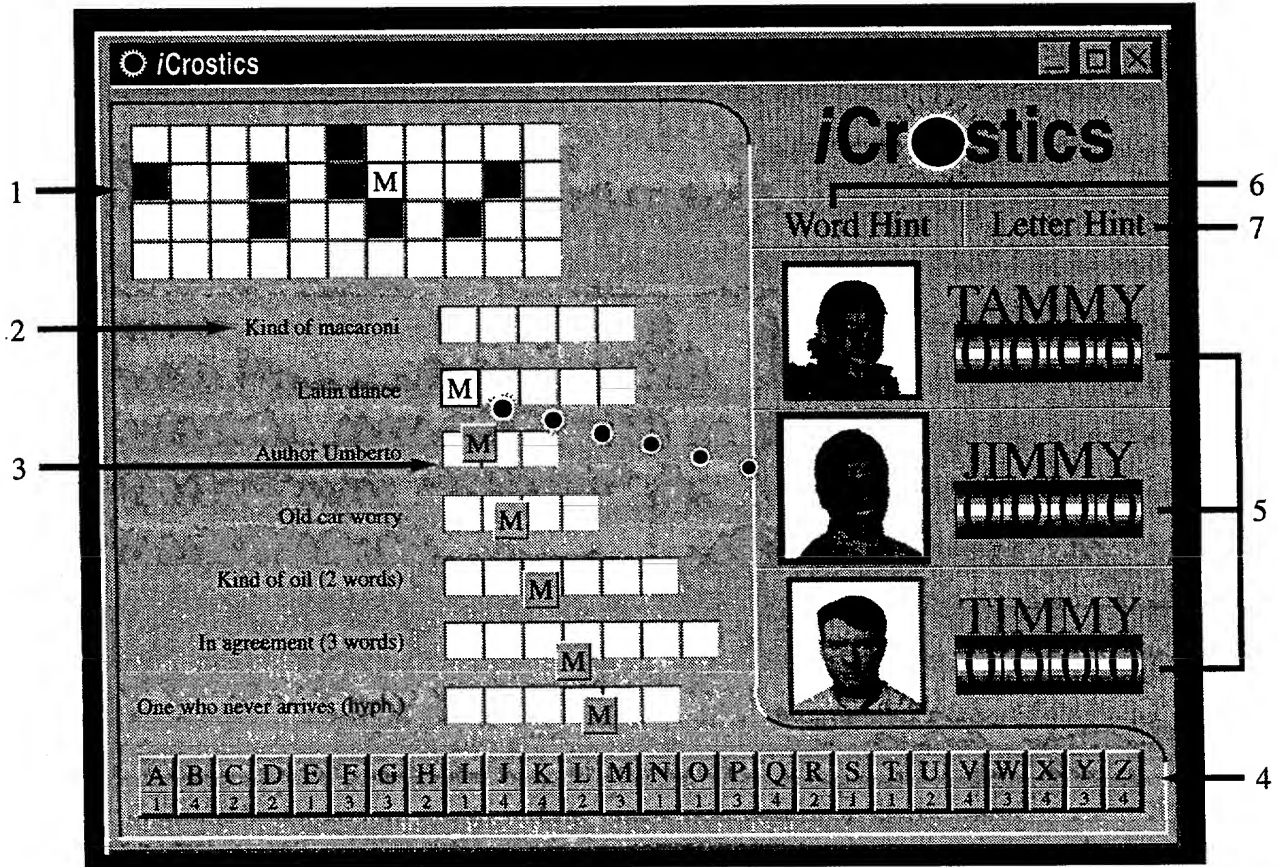 iCrostics
iCrostics
M
1
6
Word Hint
Letter Hint
7
2
Kind of macaroni
TAMMY
Latin dance
M
M
3
Author Umberto
JIMMY
5
Old car worry
M
Kind of oil (2 words)
M
TIMMY
In agreement (3 words)
M
One who never arrives (hyph.)
M
A B C D E F G H I J K L M N O P Q R S T U V W X Y Z
1 4 2 2 1 3 3 2 1 4 4 2 3 1 1 3 4 2 1 1 2 4 3 4 3 4
4